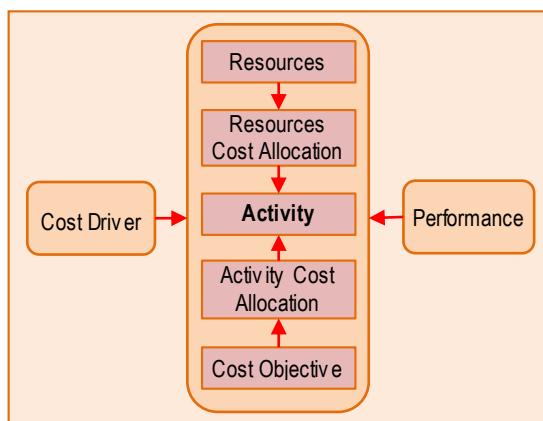 Resources
Resources
Cost Allocation
Cost Driver
Activity
Performance
Activity Cost
Allocation
Cost Objective